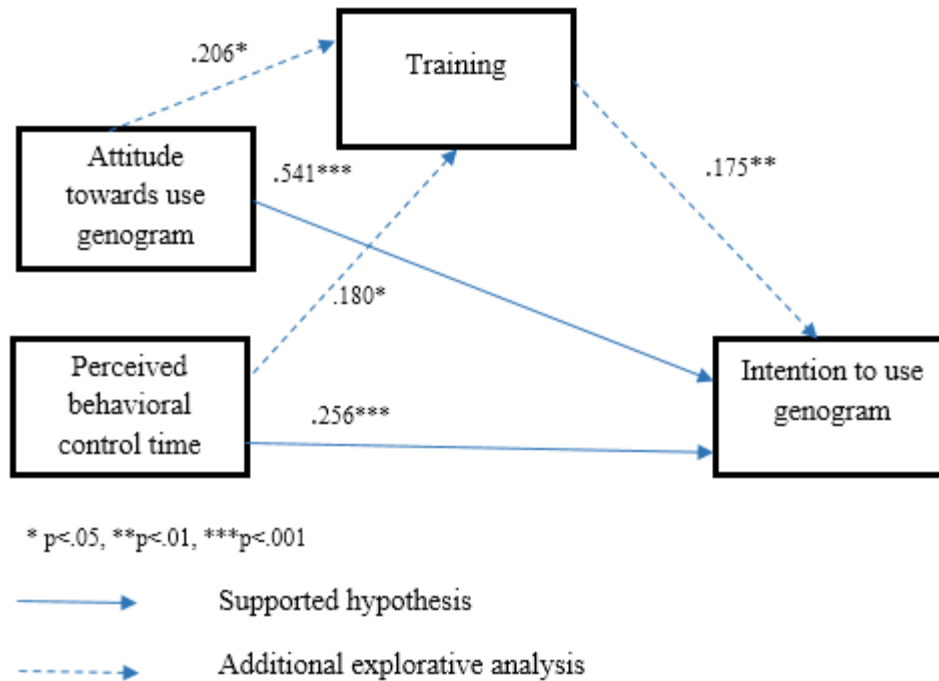 .206*
Training
Attitude
towards use
genogram
.541***
.175**
.180*
Perceived
behavioral
control time
.256***
Intention to use
genogram
* p<.05, **p<.01, ***p<.001
Supported hypothesis
Additional explorative analysis